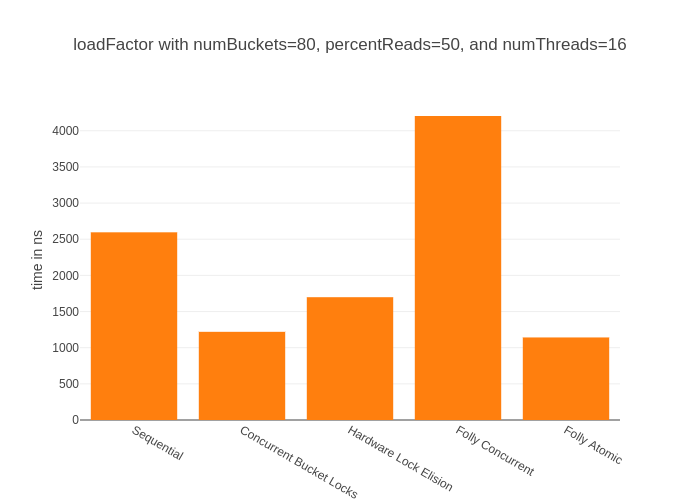 loadFactor with numBuckets=80, percentReads=50, and numThreads=16
time in ns
4000
3500
3000
2500
2000
1500
1000
500
0
Sequential
Concurrent Bucket Locks
Hardware Lock Elision
Folly Concurrent
Folly Atomic